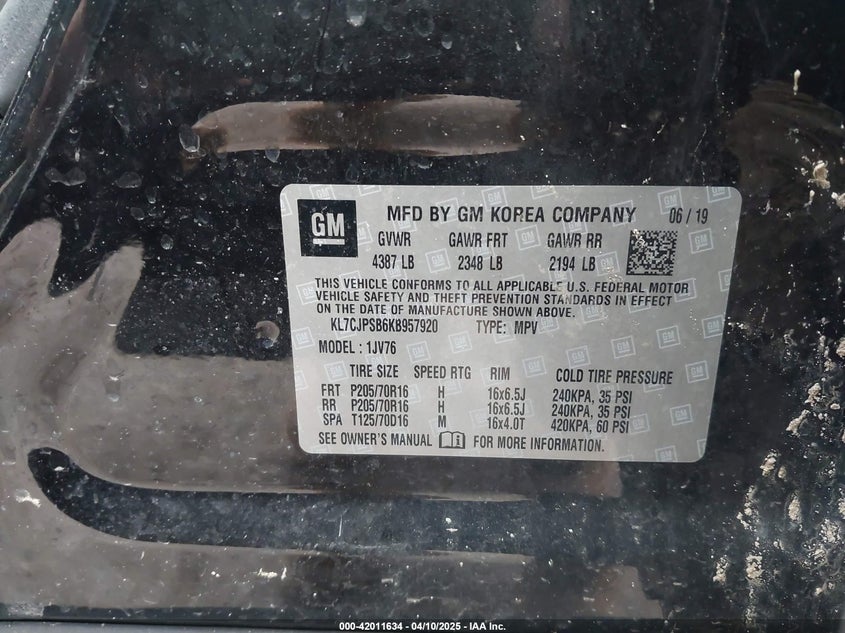 GM MFD BY GM KOREA COMPANY 06 / 19
GVWR GAWR FRT GAWR RR
4387 LB 2348 LB 2194 LB
THIS VEHICLE CONFORMS TO ALL APPLICABLE U.S. FEDERAL MOTOR
VEHICLE SAFETY AND THEFT PREVENTION STANDARDS IN EFFECT
ON THE DATE OF MANUFACTURE SHOWN ABOVE.
KL7CJPSB6KB957920 TYPE: MPV
MODEL : 1JV76
TIRE SIZE SPEED RTG RIM COLD TIRE PRESSURE
FRT P205/70R16 H 16x6.5J 240KPA, 35 PSI
RR P205/70R16 H 16x6.5J 240KPA, 35 PSI
SPA T125/70D16 M 16x4.0T 420KPA, 60 PSI
SEE OWNER'S MANUAL FOR MORE INFORMATION.
000-42011634 - 04/10/2025 - IAA Inc.